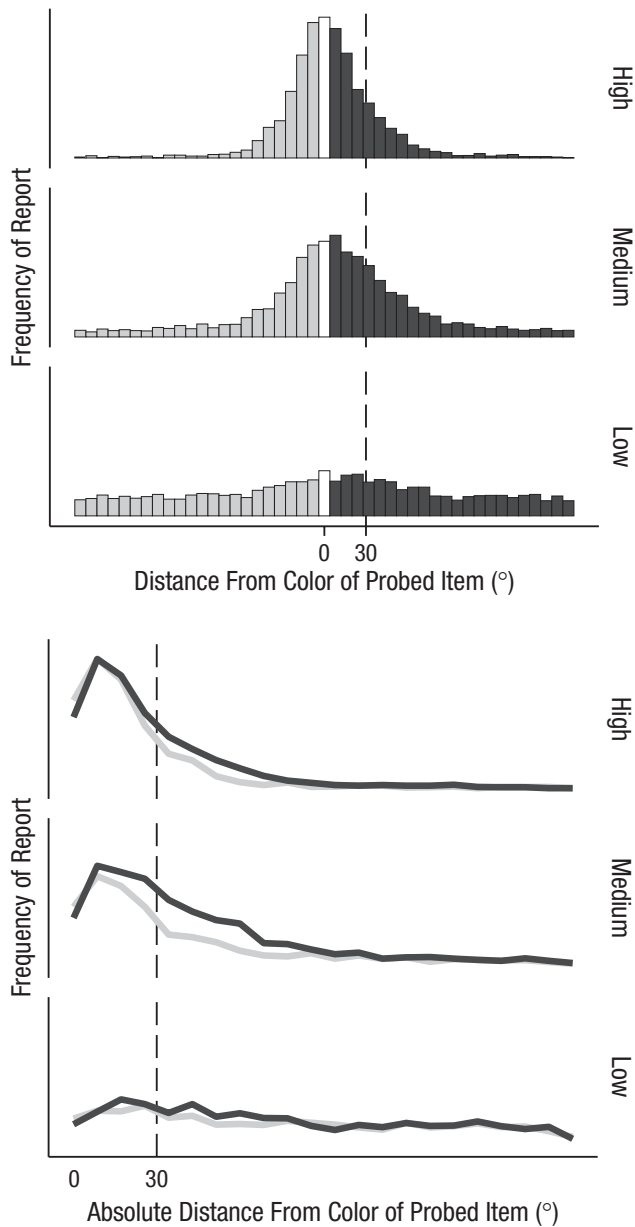 High
Medium
Low
Frequency of Report
0 30
Distance From Color of Probed Item (°)
High
Medium
Low
Frequency of Report
0 30
Absolute Distance From Color of Probed Item (°)